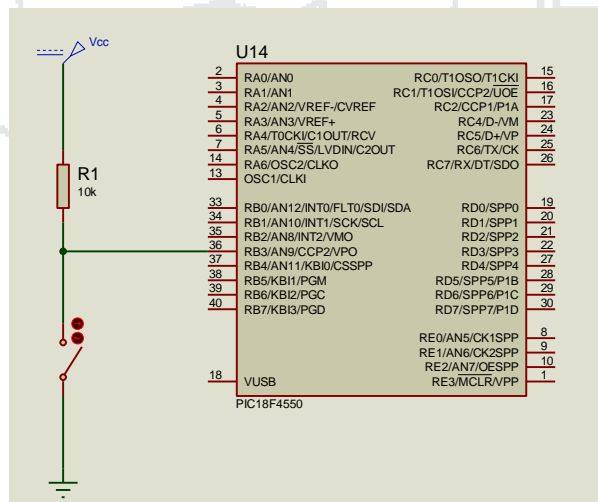 Vcc
R1
10k
U14
2 RA0/AN0
3 RA1/AN1
4 RA2/AN2/VREF-/CVREF
5 RA3/AN3/VREF+
6 RA4/T0CKI/C1OUT/RCV
7 RA5/AN4/SS/LVDIN/C2OUT
14 RA6/OSC2/CLKO
13 OSC1/CLKI
33 RB0/AN12/INT0/FLT0/SDI/SDA
34 RB1/AN10/INT1/SCK/SCL
35 RB2/AN8/INT2/VMO
36 RB3/AN9/CCP2/VPO
37 RB4/AN11/KBI0/CSSPP
38 RB5/KBI1/PGM
39 RB6/KBI2/PGC
40 RB7/KBI3/PGD
18 VUSB
RC0/T1OSO/T1CKI 15
RC1/T1OSI/CCP2/UOE 16
RC2/CCP1/P1A 17
RC4/D-/VM 23
RC5/D+/VP 24
RC6/TX/CK 25
RC7/RX/DT/SDO 26
RD0/SPP0 19
RD1/SPP1 20
RD2/SPP2 21
RD3/SPP3 22
RD4/SPP4 27
RD5/SPP5/P1B 28
RD6/SPP6/P1C 29
RD7/SPP7/P1D 30
RE0/AN5/CK1SPP 8
RE1/AN6/CK2SPP 9
RE2/AN7/OESPP 10
RE3/MCLR/VPP 1
PIC18F4550